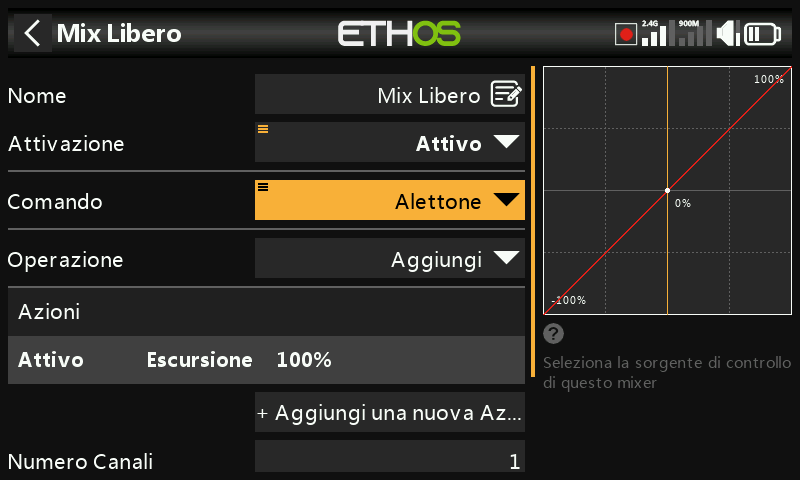 Mix Libero
ETHOS
2.4G
900M
Nome
Mix Libero
Attivazione
Attivo
Comando
Alettone
Operazione
Aggiungi
Azioni
Attivo Escursione 100%
+ Aggiungi una nuova Az...
Numero Canali
1
100%
0%
-100%
?
Seleziona la sorgente di controllo
di questo mixer